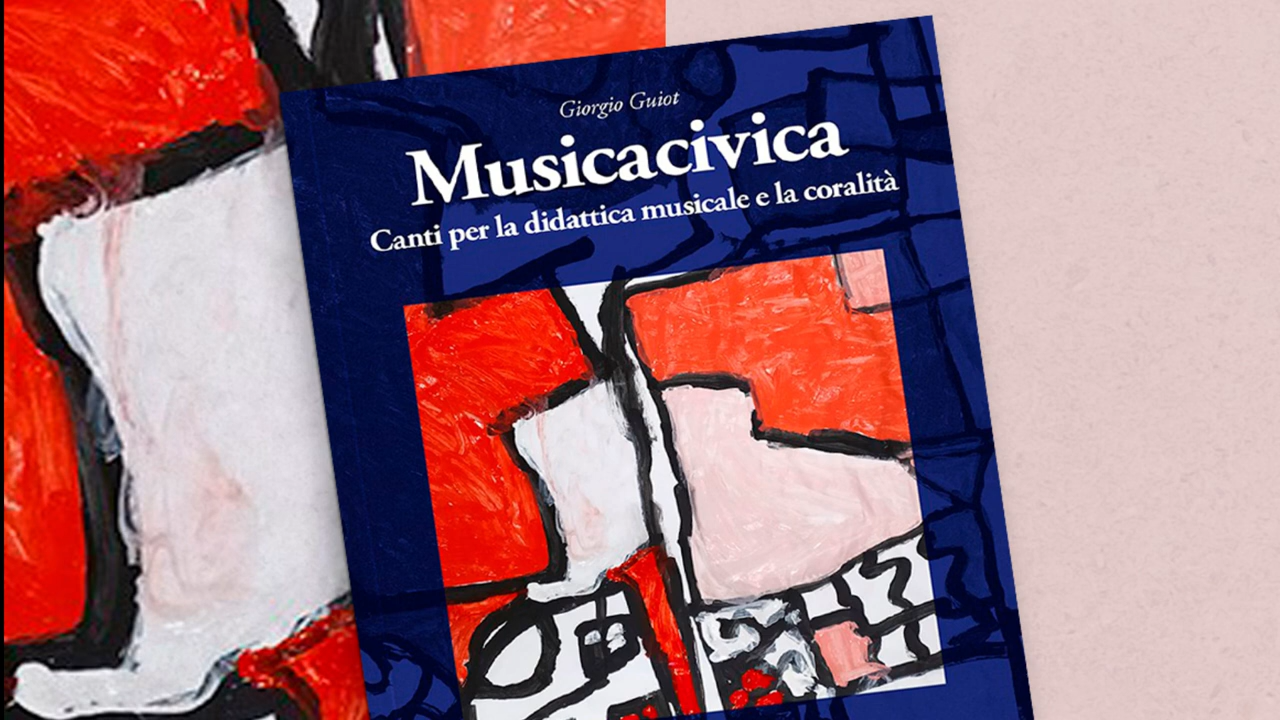 Giorgio Guiot
Musicacivica
Canti per la didattica musicale e la coralità